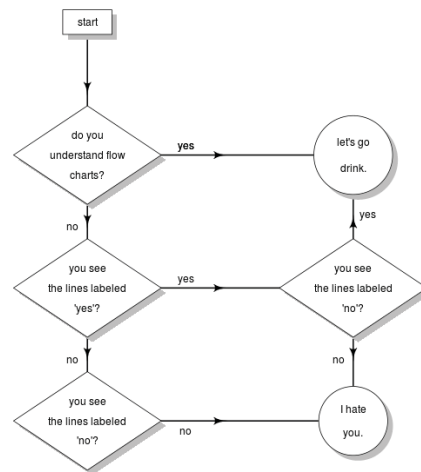 start
do you
understand flow
charts?
yes
let's go
drink.
no
yes
you see
the lines labeled
'yes'?
yes
you see
the lines labeled
'no'?
no
no
you see
the lines labeled
'no'?
no
I hate
you.